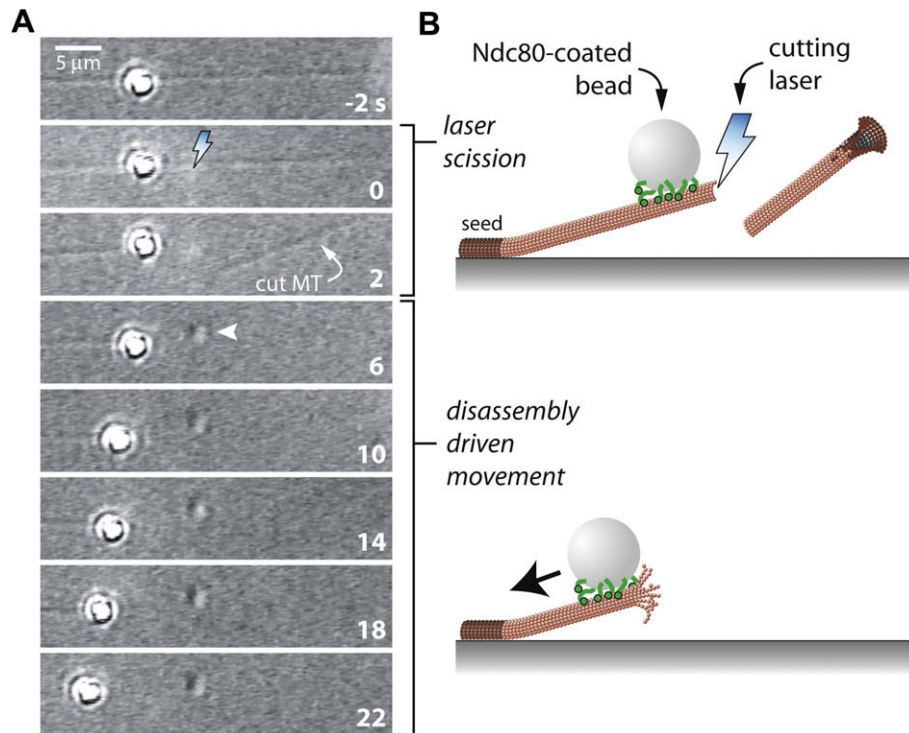 A
5 μm
-2 s
0
2
cut MT
6
10
14
18
22
laser
scission
disassembly
driven
movement
B
Ndc80-coated
bead
cutting
laser
seed